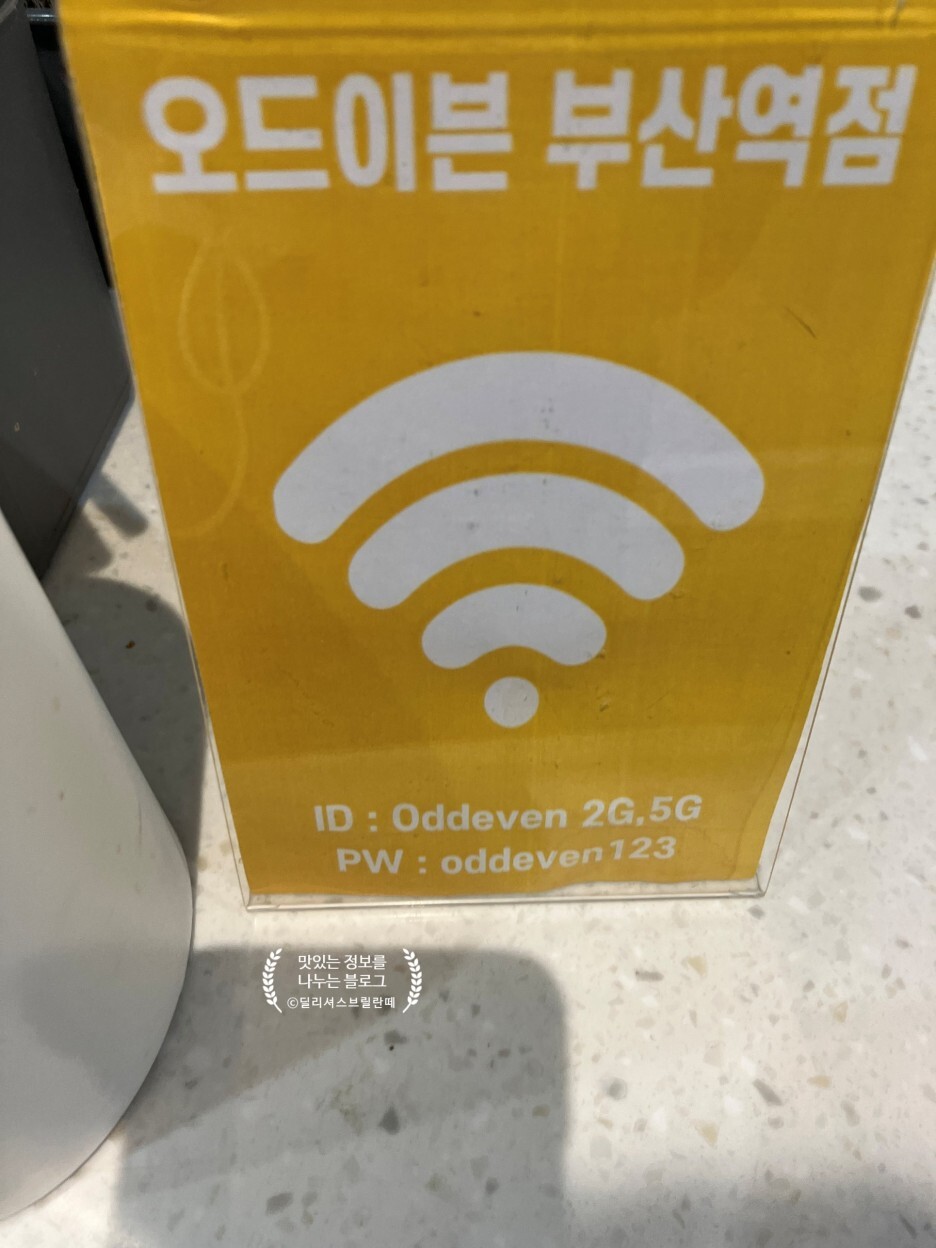 오드이븐 부산역점
ID : Oddeven 2G,5G
PW : oddeven123
맛있는 정보를
나누는 블로그
©딜리셔스브릴란떼